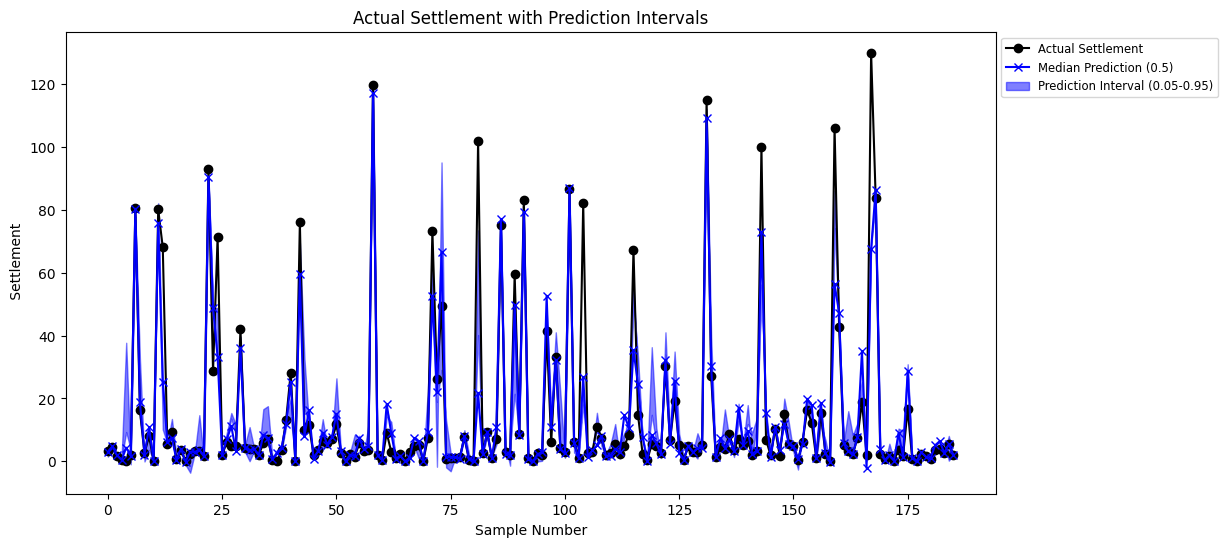 Actual Settlement with Prediction Intervals
Actual Settlement
Median Prediction (0.5)
Prediction Interval (0.05-0.95)
Settlement
120
100
80
60
40
20
0
0 25 50 75 100 125 150 175
Sample Number